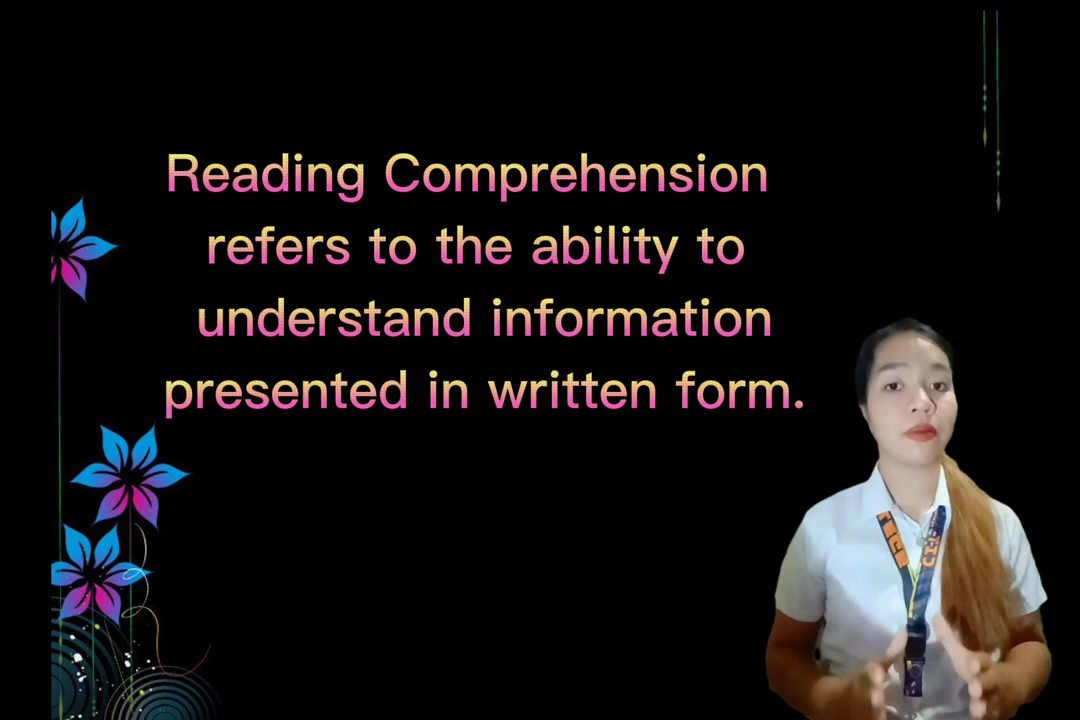 Reading Comprehension
refers to the ability to
understand information
presented in written form.